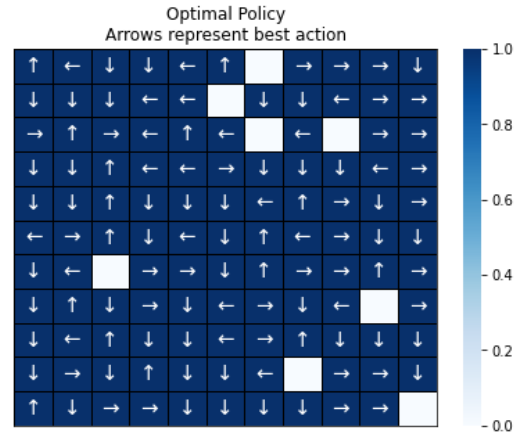 Optimal Policy
Arrows represent best action
↑ ← ↓ ↓ ← ↑ → → → ↓
↓ ↓ ↓ ← ← ↓ ↓ ← → →
→ ↑ → ← ↑ ← ← → →
↓ ↓ ↑ ← ← → ↓ ↓ ↓ ← →
↓ ↓ ↑ ↓ ↓ ↓ ← ↑ → ↓ →
← → ↑ ↓ ← ↓ ↑ ← → ↓ ↓
↓ ← → → ↓ ↑ → → ↑ →
↓ ↑ ↓ → ↓ ← → ↓ ← →
↓ ← ↑ ↓ ↓ ← → ↑ ↓ ↓ ↓
↓ → ↓ ↑ ↓ ↓ ← → → ↓
↑ ↓ → → ↓ ↓ ↓ ↓ → →
1.0
0.8
0.6
0.4
0.2
0.0